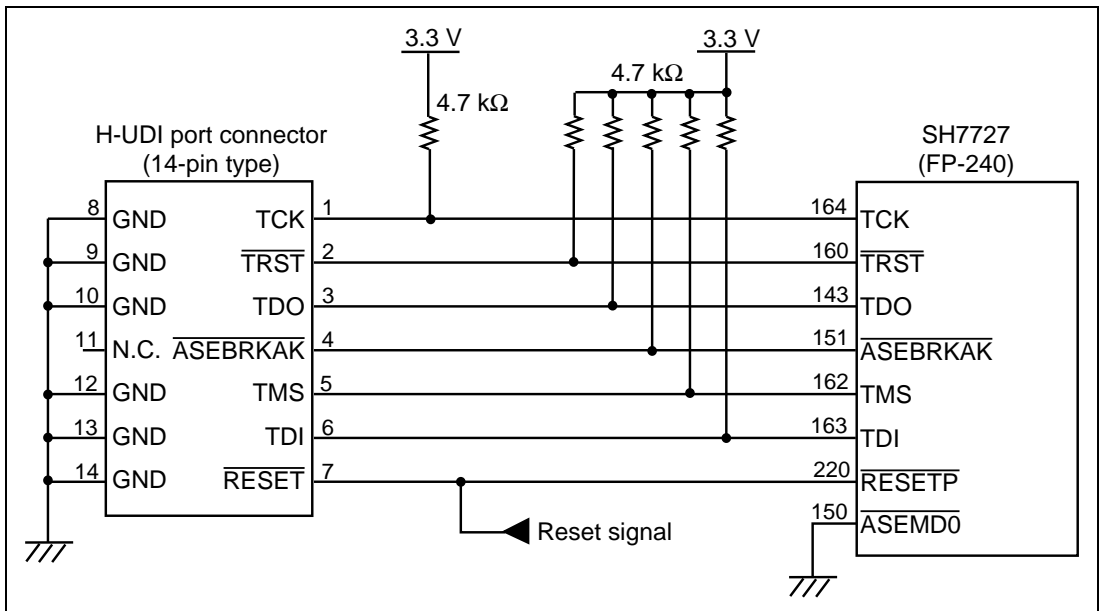 3.3 V
3.3 V
4.7 kΩ
4.7 kΩ
H-UDI port connector
(14-pin type)
SH7727
(FP-240)
8 GND TCK 1 164 TCK
9 GND TRST 2 160 TRST
10 GND TDO 3 143 TDO
11 N.C. ASEBRKAK 4 151 ASEBRKAK
12 GND TMS 5 162 TMS
13 GND TDI 6 163 TDI
14 GND RESET 7 220 RESETP
150 ASEMD0
Reset signal